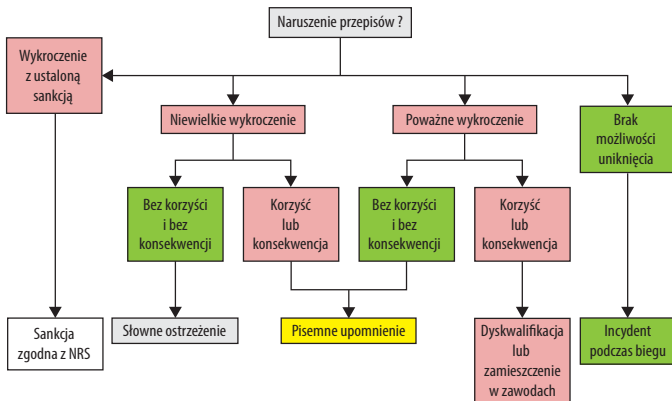 Naruszenie przepisów ?
Wykroczenie
z ustaloną
sankcją
Niewielkie wykroczenie
Poważne wykroczenie
Brak
możliwości
uniknięcia
Bez korzyści
i bez
konsekwencji
Korzyść
lub
konsekwencja
Bez korzyści
i bez
konsekwencji
Korzyść
lub
konsekwencja
Sankcja
zgodna z NRS
Słowne ostrzeżenie
Pisemne upomnienie
Dyskwalifikacja
lub
zamieszczenie
w zawodach
Incydent
podczas biegu